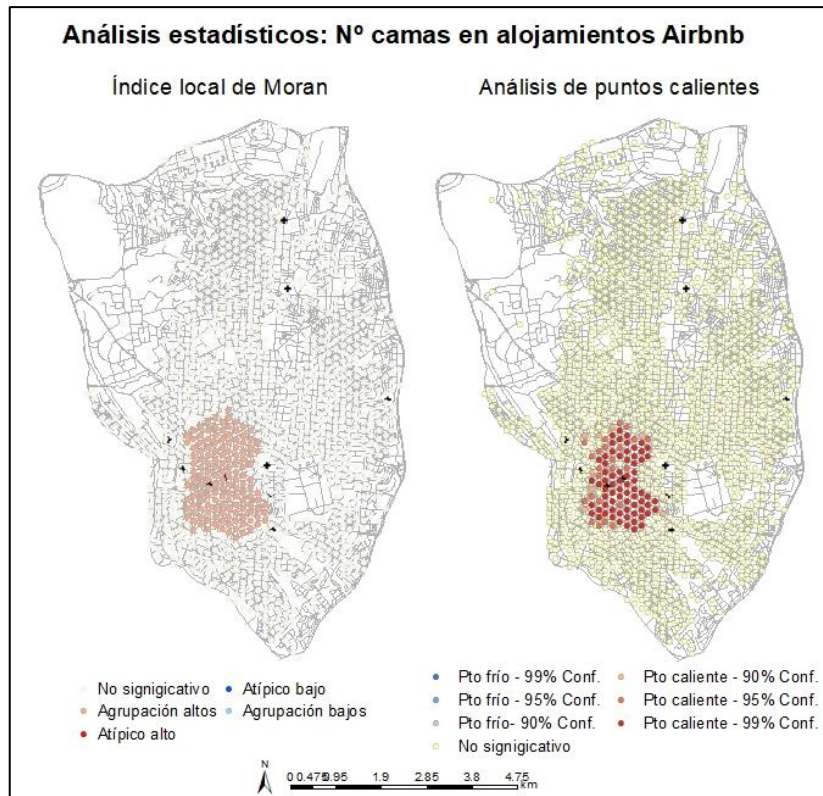 Análisis estadísticos: Nº camas en alojamientos Airbnb
Índice local de Moran
Análisis de puntos calientes
No signigicativo
Atípico bajo
Agrupación altos
Agrupación bajos
Atípico alto
Pto frío - 99% Conf.
Pto caliente - 90% Conf.
Pto frío - 95% Conf.
Pto caliente - 95% Conf.
Pto frío- 90% Conf.
Pto caliente - 99% Conf.
No signigicativo
N
0 0.475 0.95 1.9 2.85 3.8 4.75
km